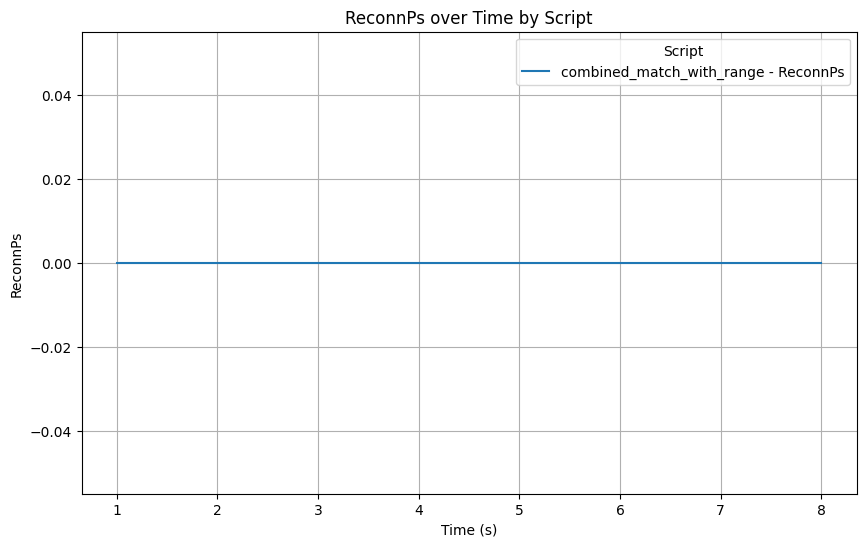 ReconnPs over Time by Script
Script
combined_match_with_range - ReconnPs
0.04
0.02
0.00
−0.02
−0.04
ReconnPs
1 2 3 4 5 6 7 8
Time (s)